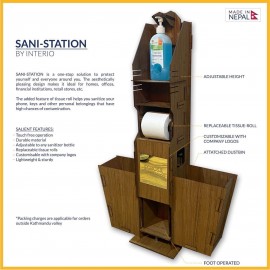 MADE IN
NEPAL
SANI-STATION
BY INTERIO
SANI-STATION is a one-stop solution to protect
yourself and everyone around you. The aesthetically
pleasing design makes it ideal for homes, offices,
financial institutions, retail stores, etc.
The added feature of tissue roll helps you sanitize your
phone, keys and other personal belongings that have
high chances of contamination.
SALIENT FEATURES:
- Touch free operation
- Durable material
- Adjustable to any sanitizer bottle
- Replaceable tissue rolls
- Customisable with company logos
- Lightweight & sturdy
*Packing charges are applicable for orders
outside Kathmandu valley
ADJUSTABLE HEIGHT
REPLACEABLE TISSUE ROLL
CUSTOMIZABLE WITH
COMPANY LOGOS
ATTATCHED DUSTBIN
FOOT OPERATED